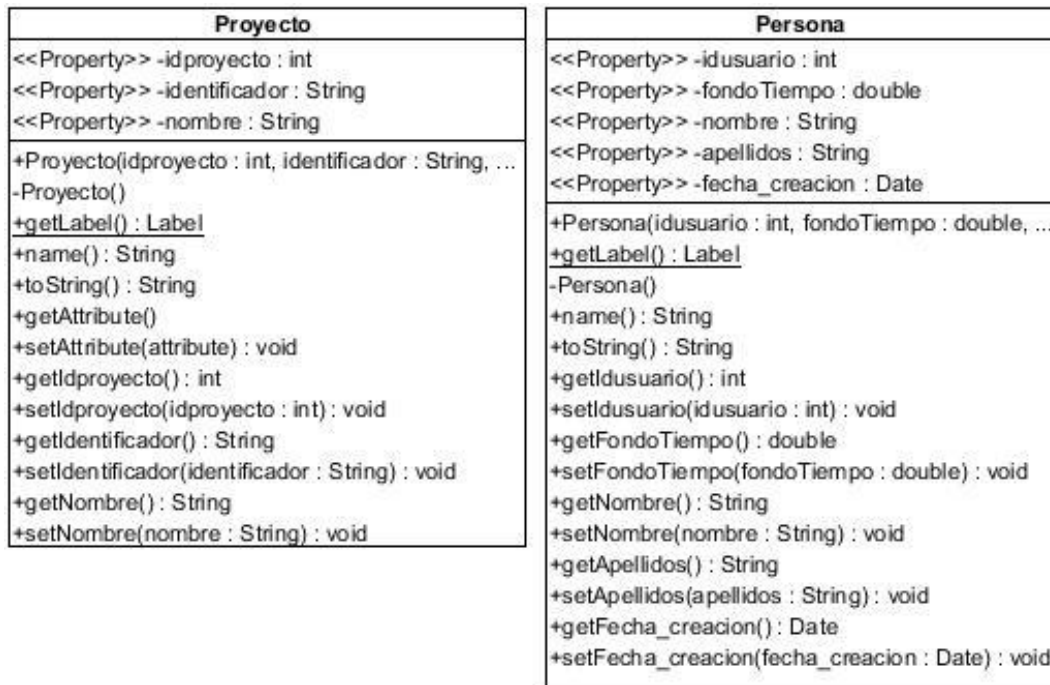 Proyecto
<<Property>> -idproyecto : int
<<Property>> -identificador : String
<<Property>> -nombre : String
+Proyecto(idproyecto : int, identificador : String, ...
-Proyecto()
+getLabel() : Label
+name() : String
+toString() : String
+getAttribute()
+setAttribute(attribute) : void
+getIdproyecto() : int
+setIdproyecto(idproyecto : int) : void
+getIdentificador() : String
+setIdentificador(identificador : String) : void
+getNombre() : String
+setNombre(nombre : String) : void
Persona
<<Property>> -idusuario : int
<<Property>> -fondoTiempo : double
<<Property>> -nombre : String
<<Property>> -apellidos : String
<<Property>> -fecha_creacion : Date
+Persona(idusuario : int, fondoTiempo : double, ...
+getLabel() : Label
-Persona()
+name() : String
+toString() : String
+getIdusuario() : int
+setIdusuario(idusuario : int) : void
+getFondoTiempo() : double
+setFondoTiempo(fondoTiempo : double) : void
+getNombre() : String
+setNombre(nombre : String) : void
+getApellidos() : String
+setApellidos(apellidos : String) : void
+getFecha_creacion() : Date
+setFecha_creacion(fecha_creacion : Date) : void